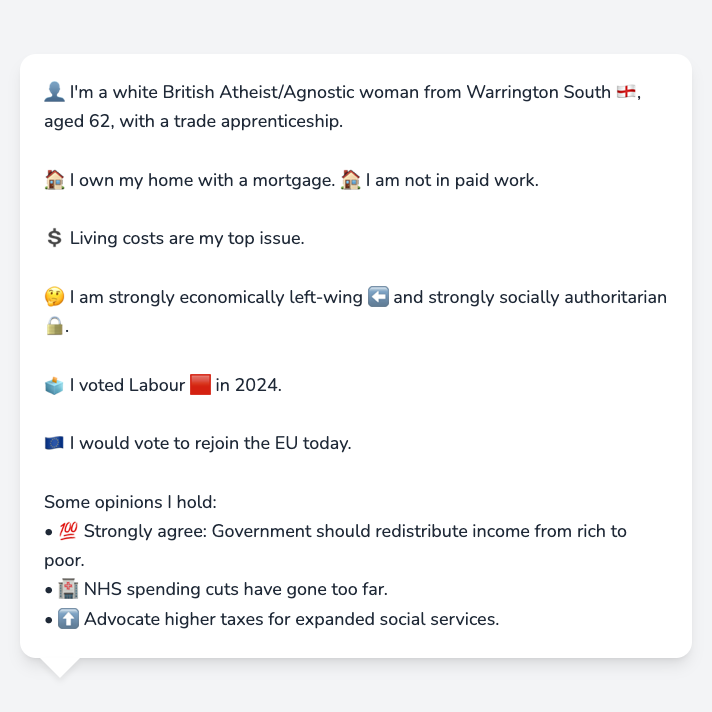 👤 I'm a white British Atheist/Agnostic woman from Warrington South 🏴󠁧󠁢󠁥󠁮󠁧󠁿,
aged 62, with a trade apprenticeship.
🏠 I own my home with a mortgage. 🏠 I am not in paid work.
💲 Living costs are my top issue.
🤔 I am strongly economically left-wing ⬅️ and strongly socially authoritarian
🔒.
🗳️ I voted Labour 🟥 in 2024.
🇪🇺 I would vote to rejoin the EU today.
Some opinions I hold:
• 💯 Strongly agree: Government should redistribute income from rich to
poor.
• 🏥 NHS spending cuts have gone too far.
• ⬆️ Advocate higher taxes for expanded social services.